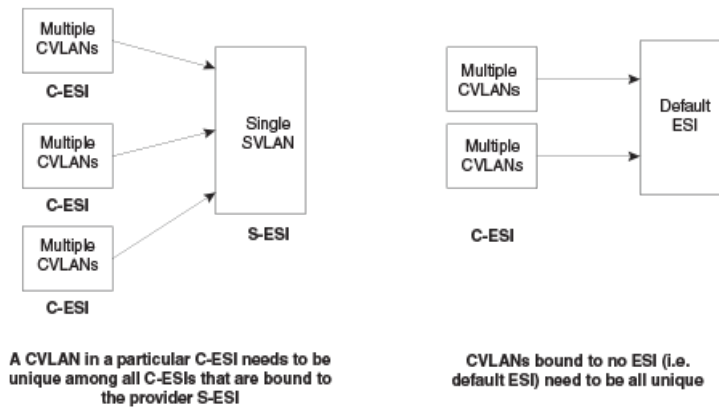 Multiple
CVLANs
C-ESI
Multiple
CVLANs
C-ESI
Multiple
CVLANs
C-ESI
Single
SVLAN
S-ESI
A CVLAN in a particular C-ESI needs to be
unique among all C-ESIs that are bound to
the provider S-ESI
Multiple
CVLANs
Multiple
CVLANs
C-ESI
Default
ESI
CVLANs bound to no ESI (i.e.
default ESI) need to be all unique